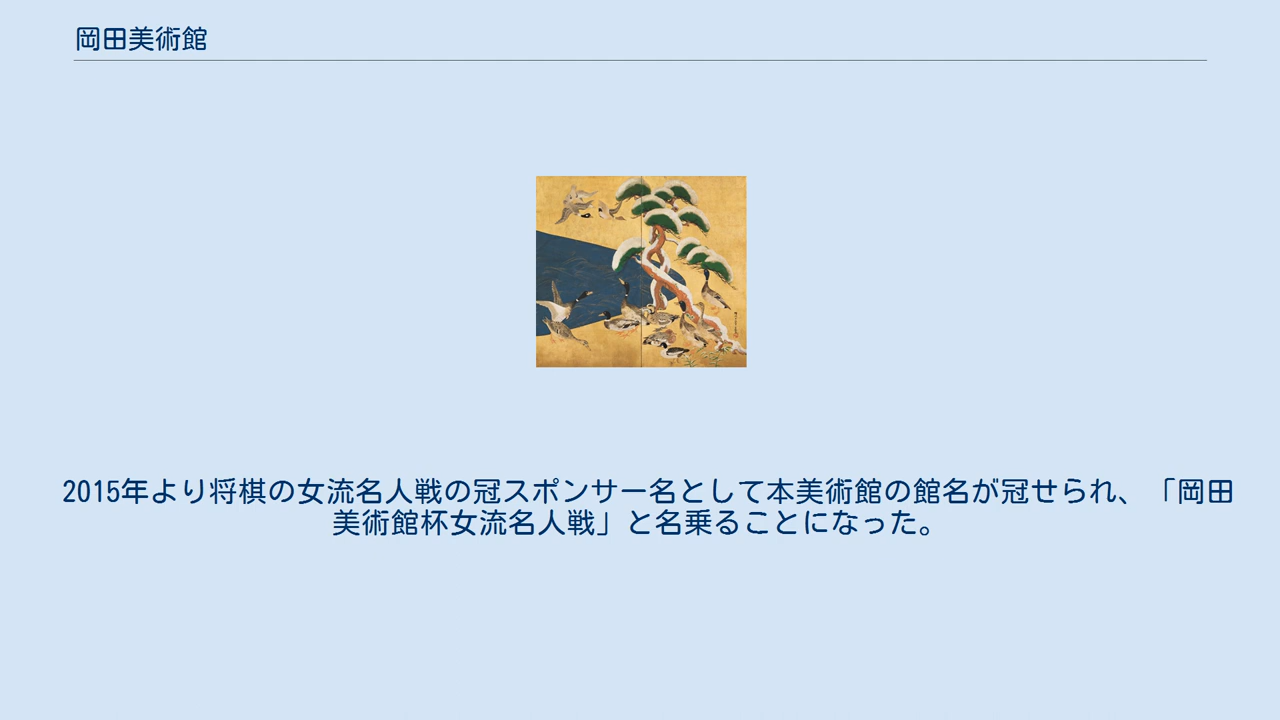 岡田美術館
2015年より将棋の女流名人戦の冠スポンサー名として本美術館の館名が冠せられ、「岡田
美術館杯女流名人戦」と名乗ることになった。